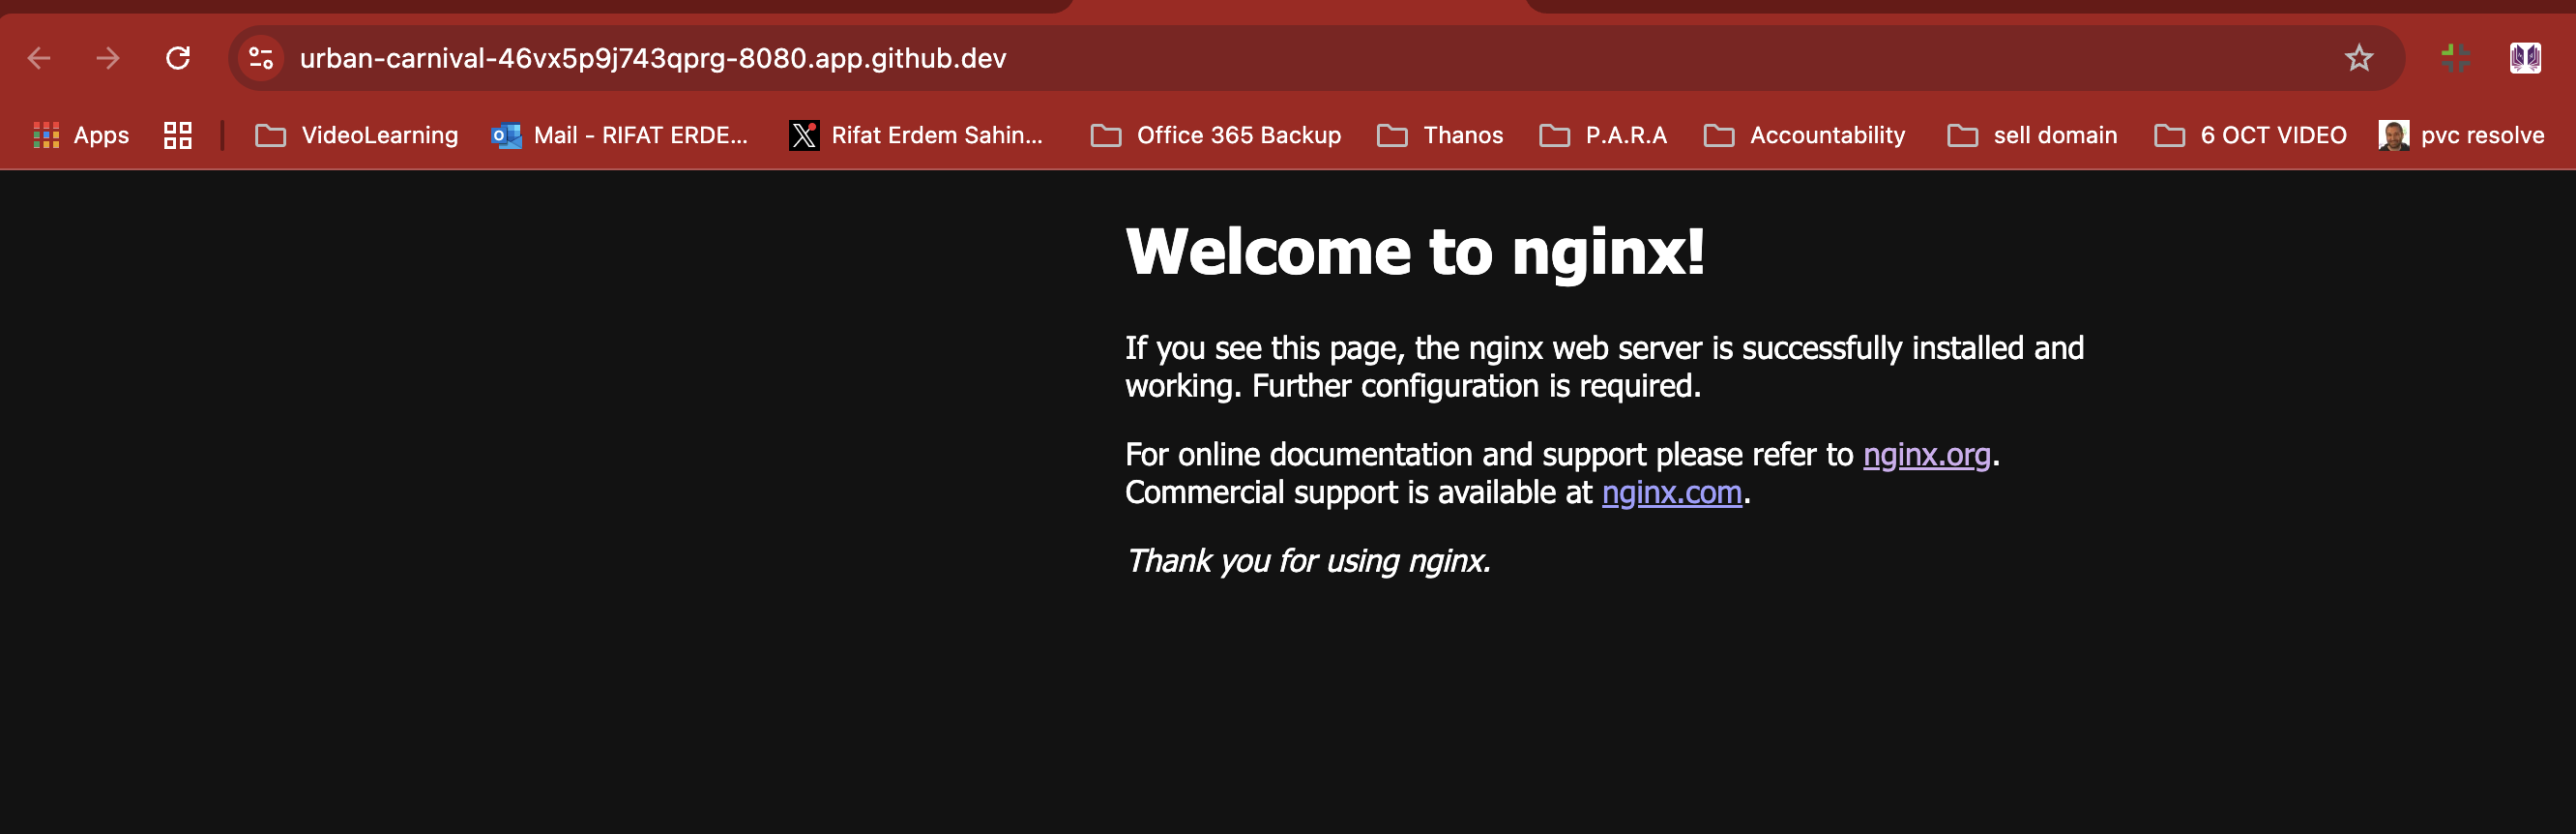 urban-carnival-46vx5p9j743qprg-8080.app.github.dev
Apps VideoLearning Mail - RIFAT ERDE... Rifat Erdem Sahin... Office 365 Backup Thanos P.A.R.A Accountability sell domain 6 OCT VIDEO pvc resolve
Welcome to nginx!
If you see this page, the nginx web server is successfully installed and
working. Further configuration is required.
For online documentation and support please refer to nginx.org.
Commercial support is available at nginx.com.
Thank you for using nginx.